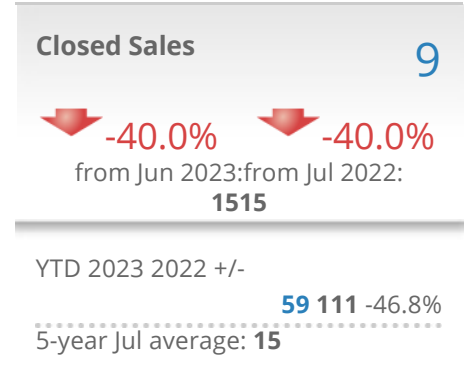 Closed Sales 9
-40.0% -40.0%
from Jun 2023:from Jul 2022:
1515
YTD 2023 2022 +/-
59 111 -46.8%
5-year Jul average: 15